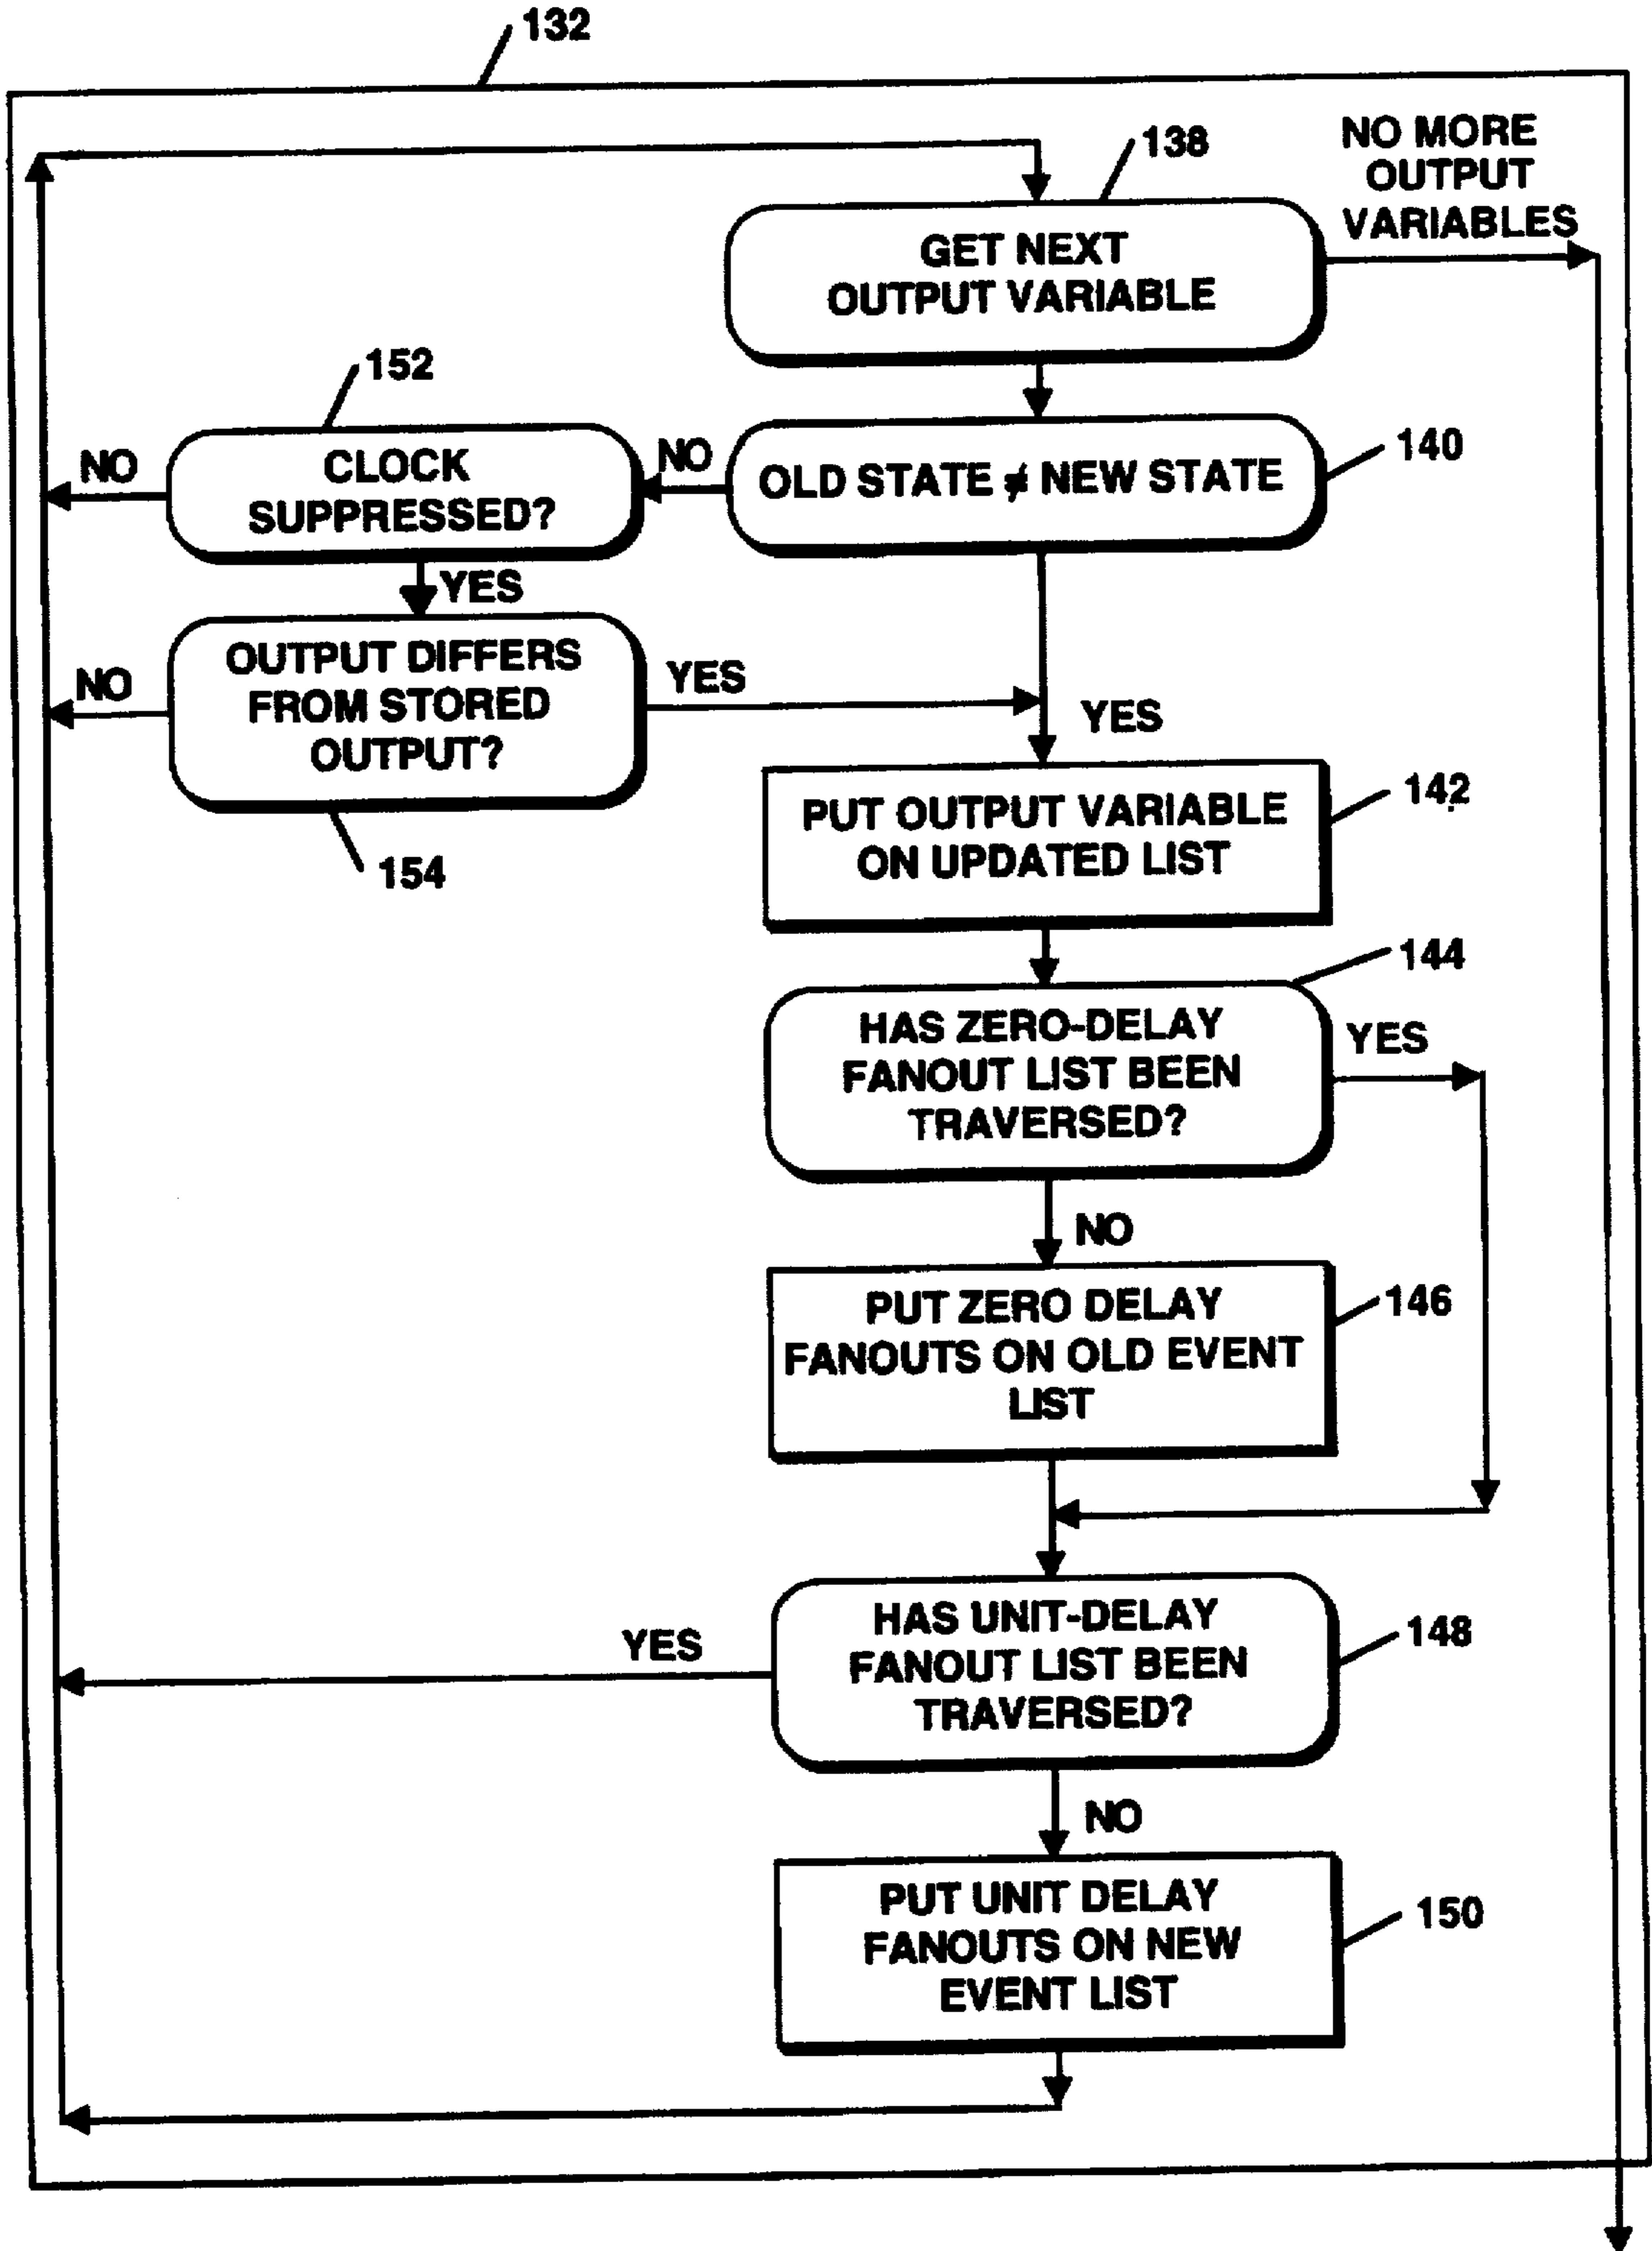 132
138
NO MORE
OUTPUT
VARIABLES
GET NEXT
OUTPUT VARIABLE
152
NO
CLOCK
SUPPRESSED?
NO
OLD STATE ≠ NEW STATE
140
YES
OUTPUT DIFFERS
FROM STORED
OUTPUT?
NO
YES
YES
154
PUT OUTPUT VARIABLE
ON UPDATED LIST
142
144
HAS ZERO-DELAY
FANOUT LIST BEEN
TRAVERSED?
YES
NO
PUT ZERO DELAY
FANOUTS ON OLD EVENT
LIST
146
HAS UNIT-DELAY
FANOUT LIST BEEN
TRAVERSED?
148
YES
NO
PUT UNIT DELAY
FANOUTS ON NEW
EVENT LIST
150